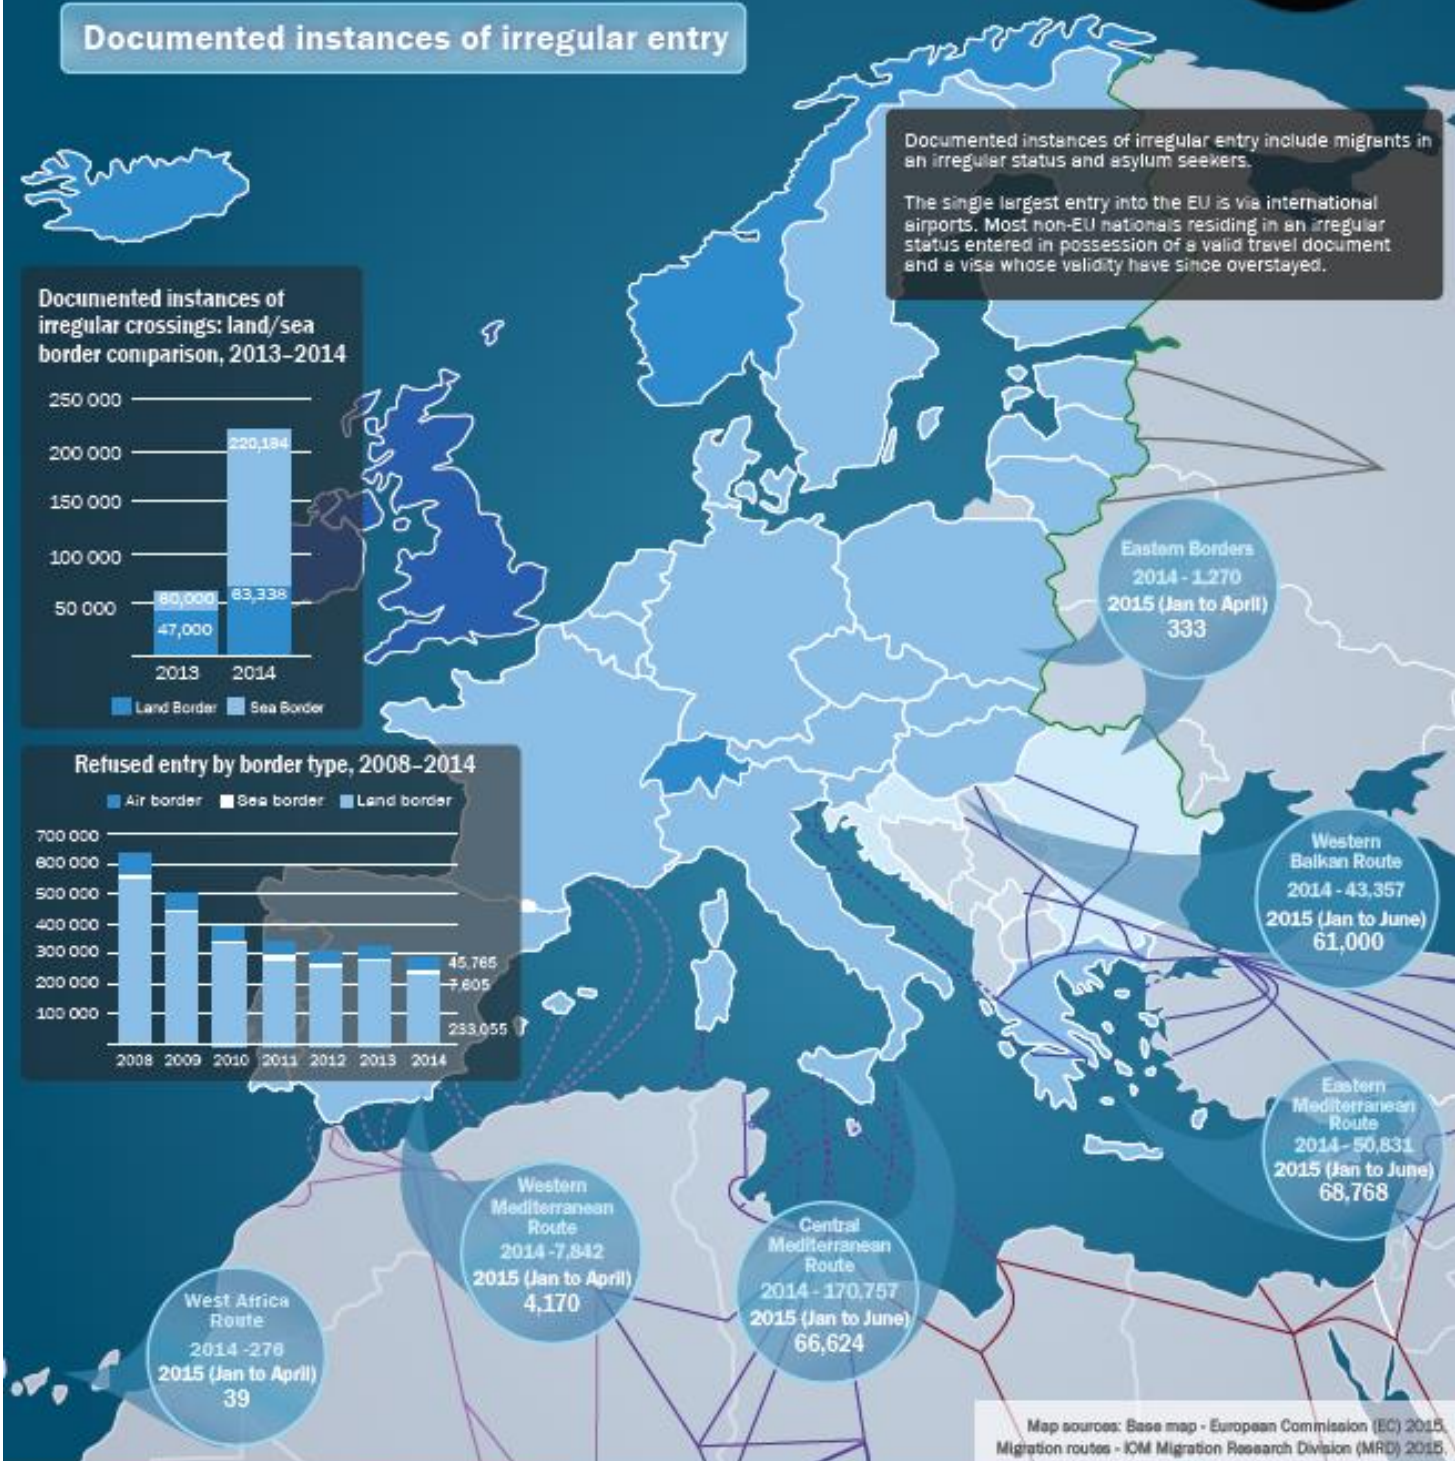 Documented instances of irregular entry
Documented instances of irregular entry include migrants in
an irregular status and asylum seekers.
The single largest entry into the EU is via international
airports. Most non-EU nationals residing in an irregular
status entered in possession of a valid travel document
and a visa whose validity have since overstayed.
Documented instances of
irregular crossings: land/sea
border comparison, 2013–2014
250 000
200 000
150 000
100 000
50 000
220,194
60,000
63,338
47,000
2013 2014
Land Border Sea Border
Refused entry by border type, 2008–2014
Air border Sea border Land border
700 000
600 000
500 000
400 000
300 000
200 000
100 000
45,765
7,605
233,055
2008 2009 2010 2011 2012 2013 2014
Eastern Borders
2014 - 1,270
2015 (Jan to April)
333
Western
Balkan Route
2014 - 43,357
2015 (Jan to June)
61,000
Eastern
Mediterranean
Route
2014 - 50,831
2015 (Jan to June)
68,768
Western
Mediterranean
Route
2014 -7,842
2015 (Jan to April)
4,170
Central
Mediterranean
Route
2014 - 170,757
2015 (Jan to June)
66,624
West Africa
Route
2014 -276
2015 (Jan to April)
39
Map sources: Base map - European Commission (EC) 2015.
Migration routes - IOM Migration Research Division (MRD) 2015.